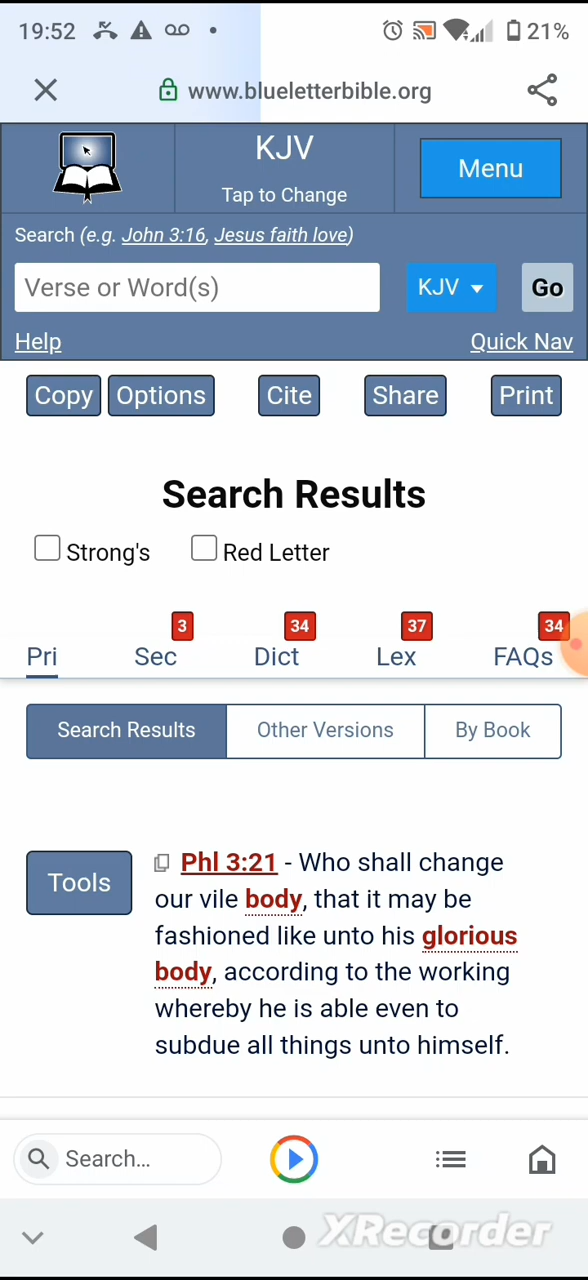 19:52 21%
www.blueletterbible.org
KJV
Tap to Change
Menu
Search (e.g. John 3:16, Jesus faith love)
Verse or Word(s) KJV Go
Help Quick Nav
Copy Options Cite Share Print
Search Results
Strong's Red Letter
3 34 37 34
Pri Sec Dict Lex FAQs
Search Results Other Versions By Book
Tools
Phl 3:21 - Who shall change
our vile body, that it may be
fashioned like unto his glorious
body, according to the working
whereby he is able even to
subdue all things unto himself.
Search...
XRecorder